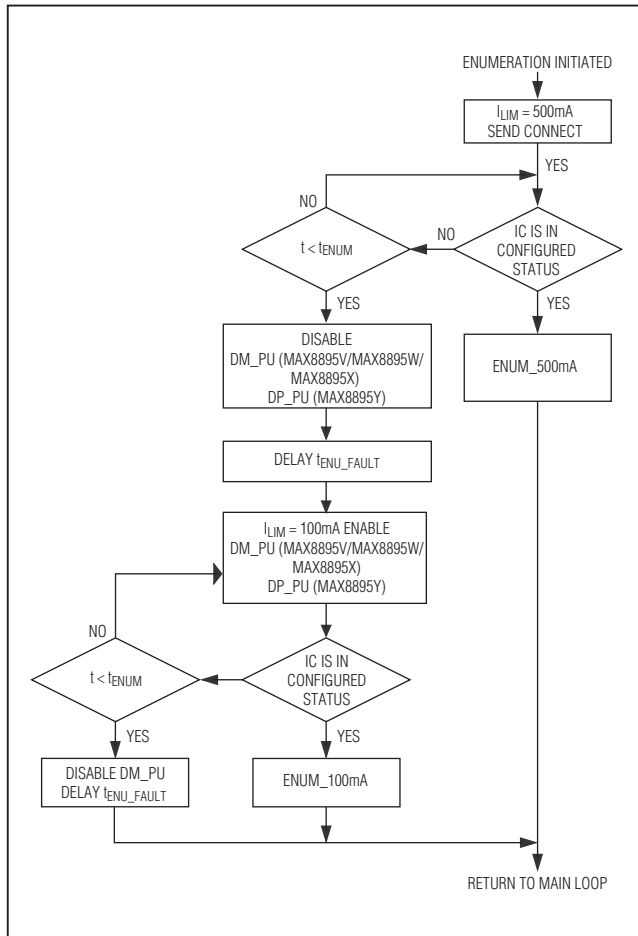 ENUMERATION INITIATED
ILIM = 500mA
SEND CONNECT
YES
NO
t < tENUM
NO
IC IS IN
CONFIGURED
STATUS
YES
YES
DISABLE
DM_PU (MAX8895V/MAX8895W/
MAX8895X)
DP_PU (MAX8895Y)
ENUM_500mA
DELAY tENU_FAULT
ILIM = 100mA ENABLE
DM_PU (MAX8895V/MAX8895W/
MAX8895X)
DP_PU (MAX8895Y)
NO
t < tENUM
IC IS IN
CONFIGURED
STATUS
YES
YES
DISABLE DM_PU
DELAY tENU_FAULT
ENUM_100mA
RETURN TO MAIN LOOP